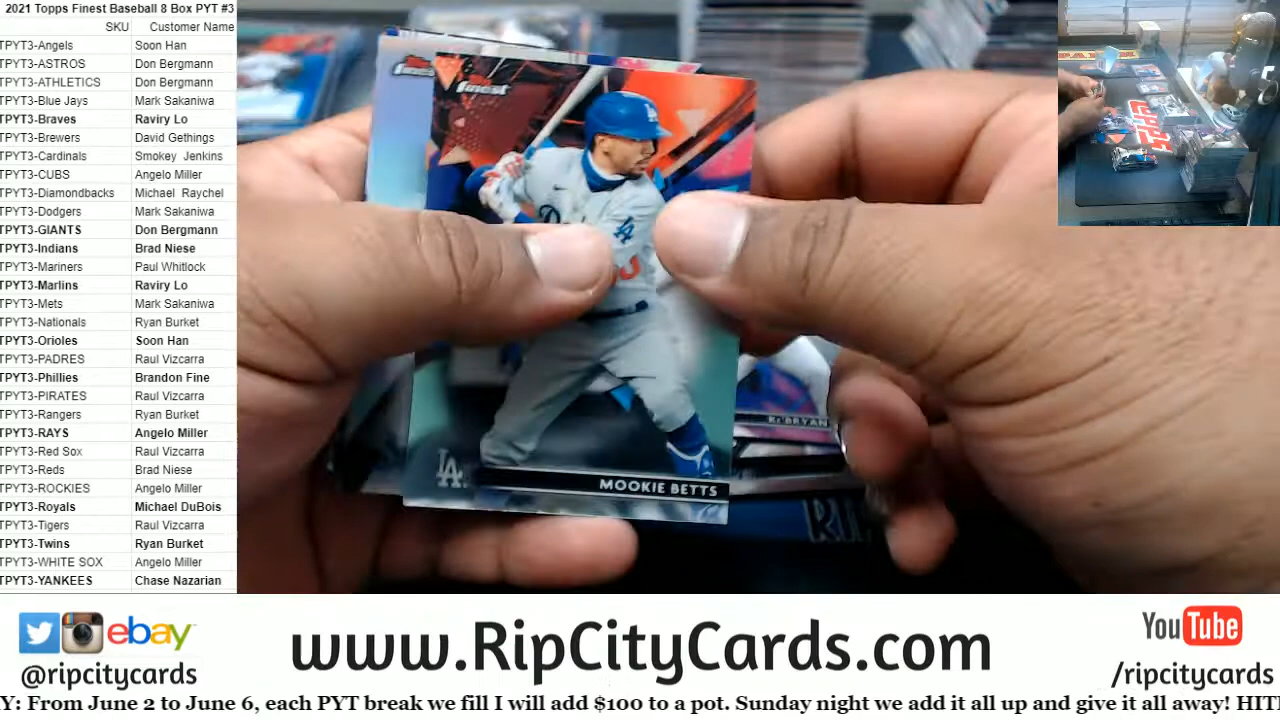 2021 Topps Finest Baseball 8 Box PYT #3
SKU Customer Name
TPYT3-Angels Soon Han
TPYT3-ASTROS Don Bergmann
TPYT3-ATHLETICS Don Bergmann
TPYT3-Blue Jays Mark Sakaniwa
TPYT3-Braves Raviry Lo
TPYT3-Brewers David Gethings
TPYT3-Cardinals Smokey Jenkins
TPYT3-CUBS Angelo Miller
TPYT3-Diamondbacks Michael Raychel
TPYT3-Dodgers Mark Sakaniwa
TPYT3-GIANTS Don Bergmann
TPYT3-Indians Brad Niese
TPYT3-Mariners Paul Whitlock
TPYT3-Marlins Raviry Lo
TPYT3-Mets Mark Sakaniwa
TPYT3-Nationals Ryan Burket
TPYT3-Orioles Soon Han
TPYT3-PADRES Raul Vizcarra
TPYT3-Phillies Brandon Fine
TPYT3-PIRATES Raul Vizcarra
TPYT3-Rangers Ryan Burket
TPYT3-RAYS Angelo Miller
TPYT3-Red Sox Raul Vizcarra
TPYT3-Reds Brad Niese
TPYT3-ROCKIES Angelo Miller
TPYT3-Royals Michael DuBois
TPYT3-Tigers Raul Vizcarra
TPYT3-Twins Ryan Burket
TPYT3-WHITE SOX Angelo Miller
TPYT3-YANKEES Chase Nazarian
Finest
LA
LA
MOOKIE BETTS
KE'BRYAN
ebay
@ripcitycards
www.RipCityCards.com
YouTube
/ripcitycards
Y: From June 2 to June 6, each PYT break we fill I will add $100 to a pot. Sunday night we add it all up and give it all away! HIT